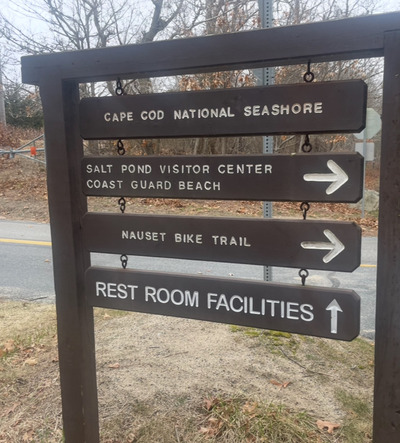 CAPE COD NATIONAL SEASHORE
SALT POND VISITOR CENTER
COAST GUARD BEACH
NAUSET BIKE TRAIL
REST ROOM FACILITIES